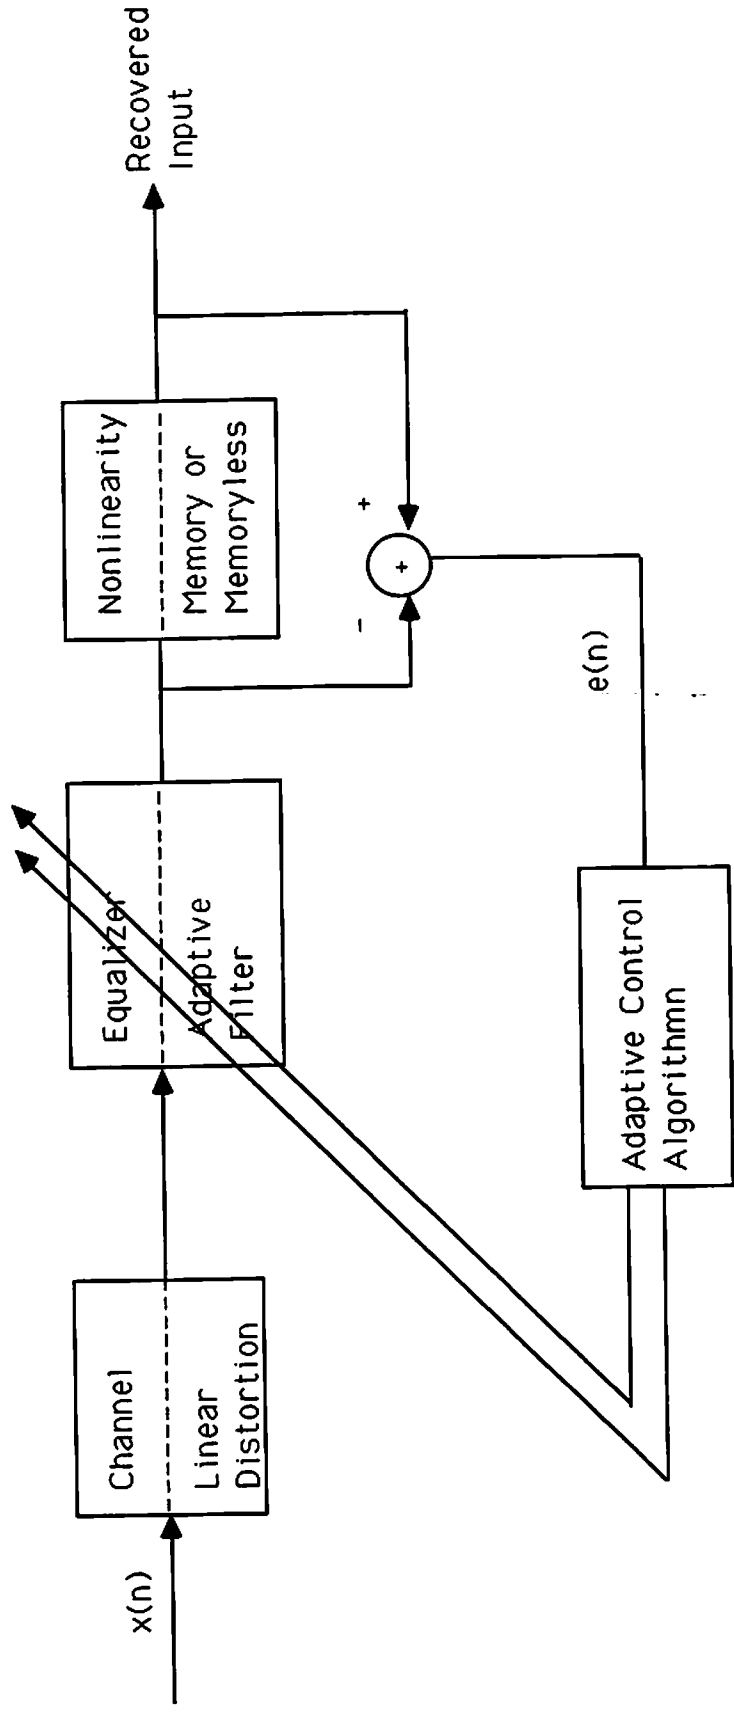 x(n)
Channel
Linear
Distortion
Equalizer
Adaptive
Filter
Nonlinearity
Memory or
Memoryless
Recovered
Input
-
+
+
e(n)
Adaptive Control
Algorithmn